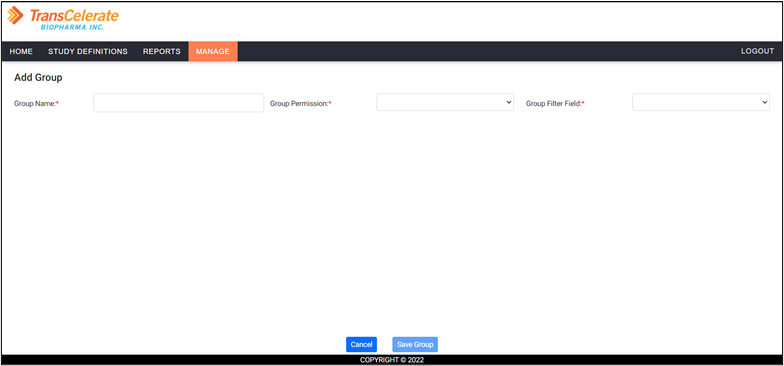 TransCelerate
BIOPHARMA INC.
HOME STUDY DEFINITIONS REPORTS MANAGE LOGOUT
Add Group
Group Name:* Group Permission:* Group Filter Field:*
Cancel Save Group
COPYRIGHT © 2022